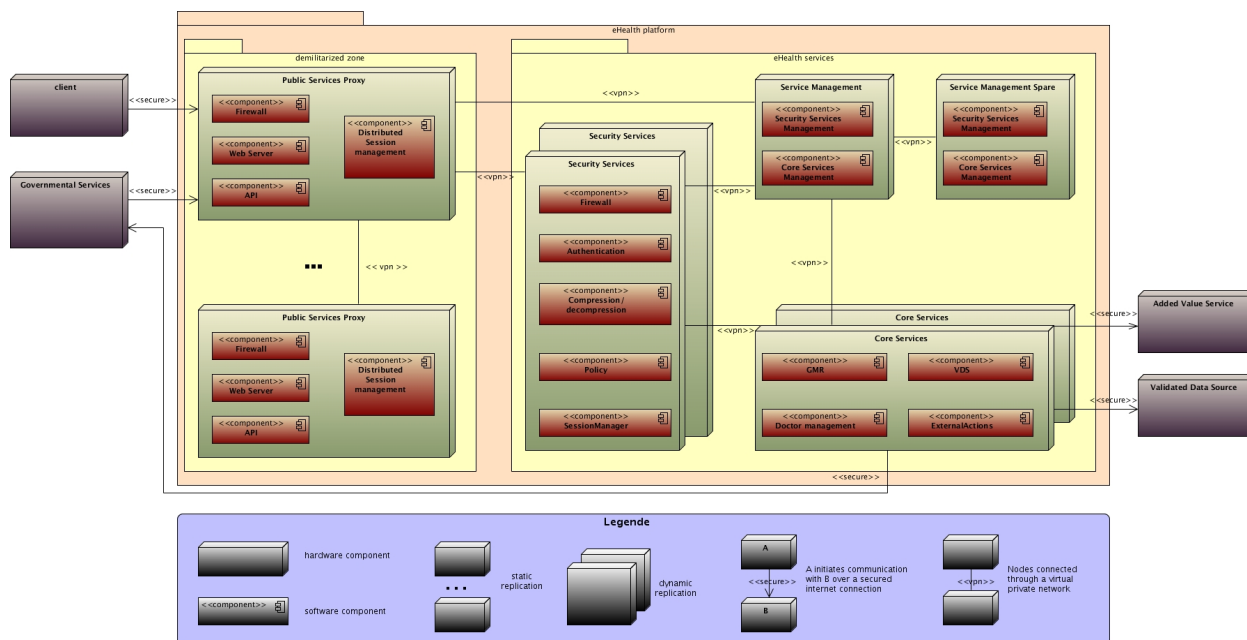 eHealth platform
demilitarized zone
eHealth services
client
<<secure>>
Governmental Services
<<secure>>
Public Services Proxy
<<component>>
Firewall
<<component>>
Web Server
<<component>>
API
<<component>>
Distributed
Session
management
<< vpn >>
Public Services Proxy
<<component>>
Firewall
<<component>>
Web Server
<<component>>
API
<<component>>
Distributed
Session
management
<<vpn>>
<<vpn>>
Security Services
Security Services
<<component>>
Firewall
<<component>>
Authentication
<<component>>
Compression/
decompression
<<component>>
Policy
<<component>>
SessionManager
<<vpn>>
<<vpn>>
Service Management
<<component>>
Security Services
Management
<<component>>
Core Services
Management
<<vpn>>
Service Management Spare
<<component>>
Security Services
Management
<<component>>
Core Services
Management
<<vpn>>
Core Services
Core Services
<<component>>
GMR
<<component>>
VDS
<<component>>
Doctor management
<<component>>
ExternalActions
<<secure>>
Added Value Service
<<secure>>
Validated Data Source
<<secure>>
Legende
hardware component
<<component>>
software component
static
replication
dynamic
replication
A
<<secure>>
B
A initiates communication
with B over a secured
internet connection
<<vpn>>
Nodes connected
through a virtual
private network